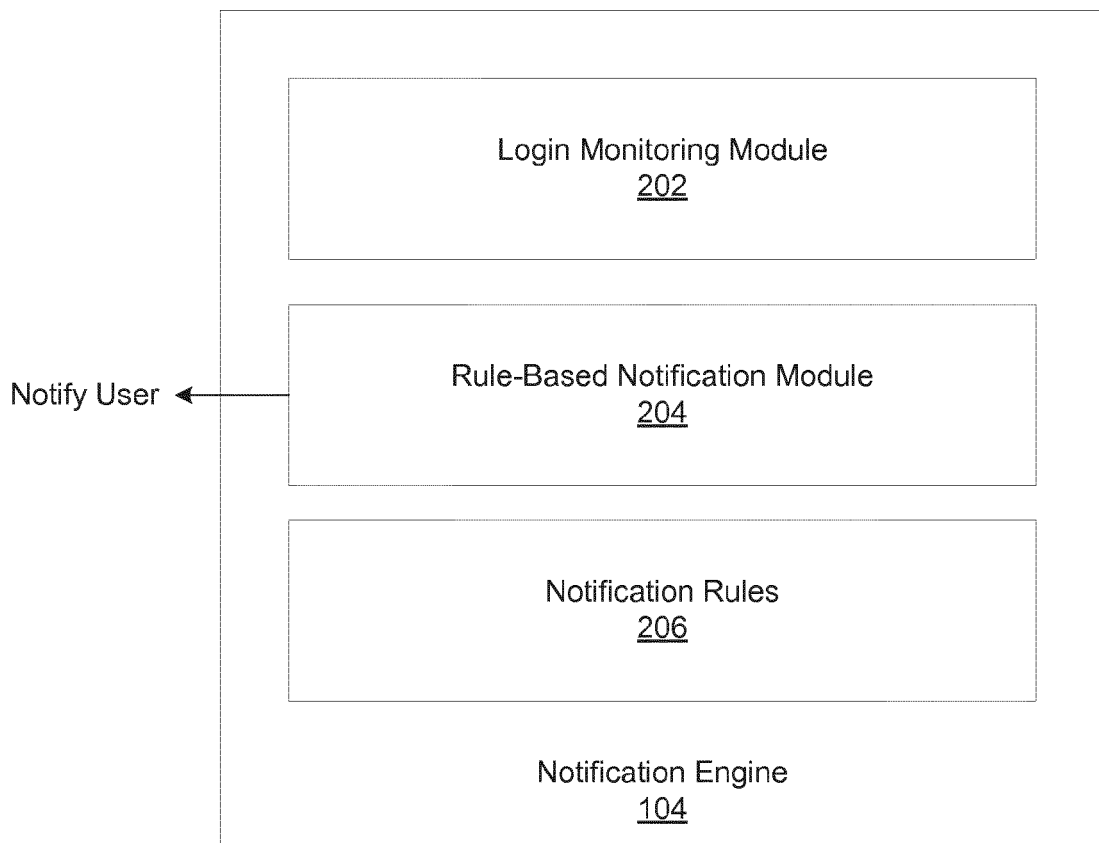 Login Monitoring Module
202
Rule-Based Notification Module
204
Notify User
Notification Rules
206
Notification Engine
104